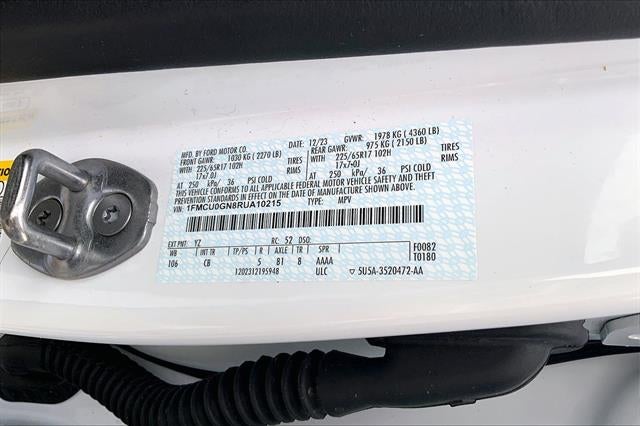 MFD. BY FORD MOTOR CO. 12/23 GVWR: 1978 KG ( 4360 LB)
FRONT GAWR: 1030 KG ( 2270 LB) REAR GAWR: 975 KG ( 2150 LB)
225/65R17 102H TIRES 225/65R17 102H TIRES
17x7.0J RIMS 17x7.0J RIMS
AT 250 kPa/ 36 PSI COLD AT 250 kPa/ 36 PSI COLD
THIS VEHICLE CONFORMS TO ALL APPLICABLE FEDERAL MOTOR VEHICLE SAFETY AND THEFT
PREVENTION STANDARDS IN EFFECT ON THE DATE OF MANUFACTURE SHOWN ABOVE.
VIN: 1FMCU0GN8RUA10215 TYPE: MPV
EXT PNT: YZ RC: 52 DSO: F0082
WB INT TR TP/PS R AXLE TR SPR T0180
106 CB 5 B1 8 AAAA
1202312195948 ULC 5U5A-3520472-AA